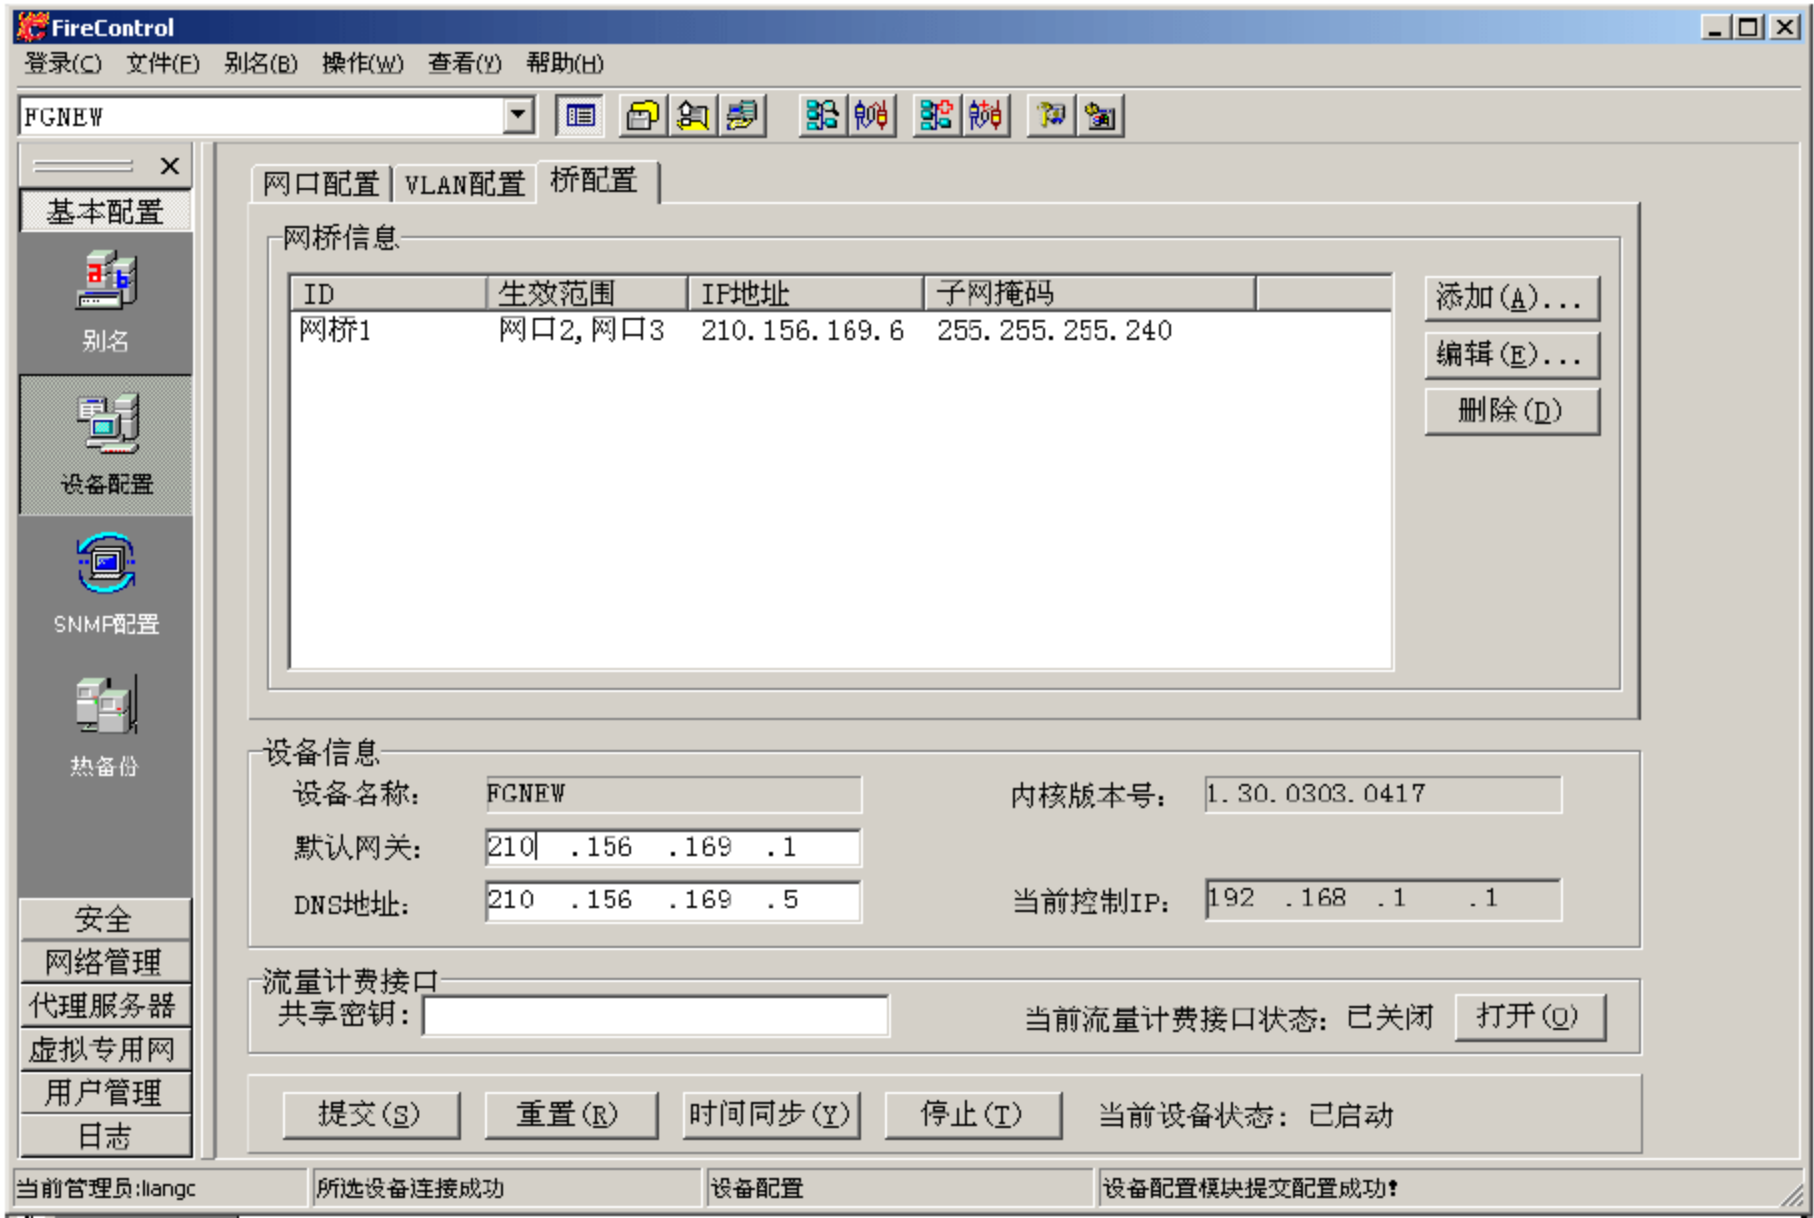 FireControl
登录(C) 文件(F) 别名(B) 操作(W) 查看(V) 帮助(H)
FGNEW
基本配置
别名
设备配置
SNMP配置
热备份
安全
网络管理
代理服务器
虚拟专用网
用户管理
日志
网口配置 VLAN配置 桥配置
网桥信息
ID 生效范围 IP地址 子网掩码
网桥1 网口2,网口3 210.156.169.6 255.255.255.240
添加(A)...
编辑(E)...
删除(D)
设备信息
设备名称: FGNEW 内核版本号: 1.30.0303.0417
默认网关: 210 .156 .169 .1
DNS地址: 210 .156 .169 .5 当前控制IP: 192 .168 .1 .1
流量计费接口
共享密钥: 当前流量计费接口状态: 已关闭 打开(O)
提交(S) 重置(R) 时间同步(Y) 停止(T) 当前设备状态: 已启动
当前管理员:liangc 所选设备连接成功 设备配置 设备配置模块提交配置成功!